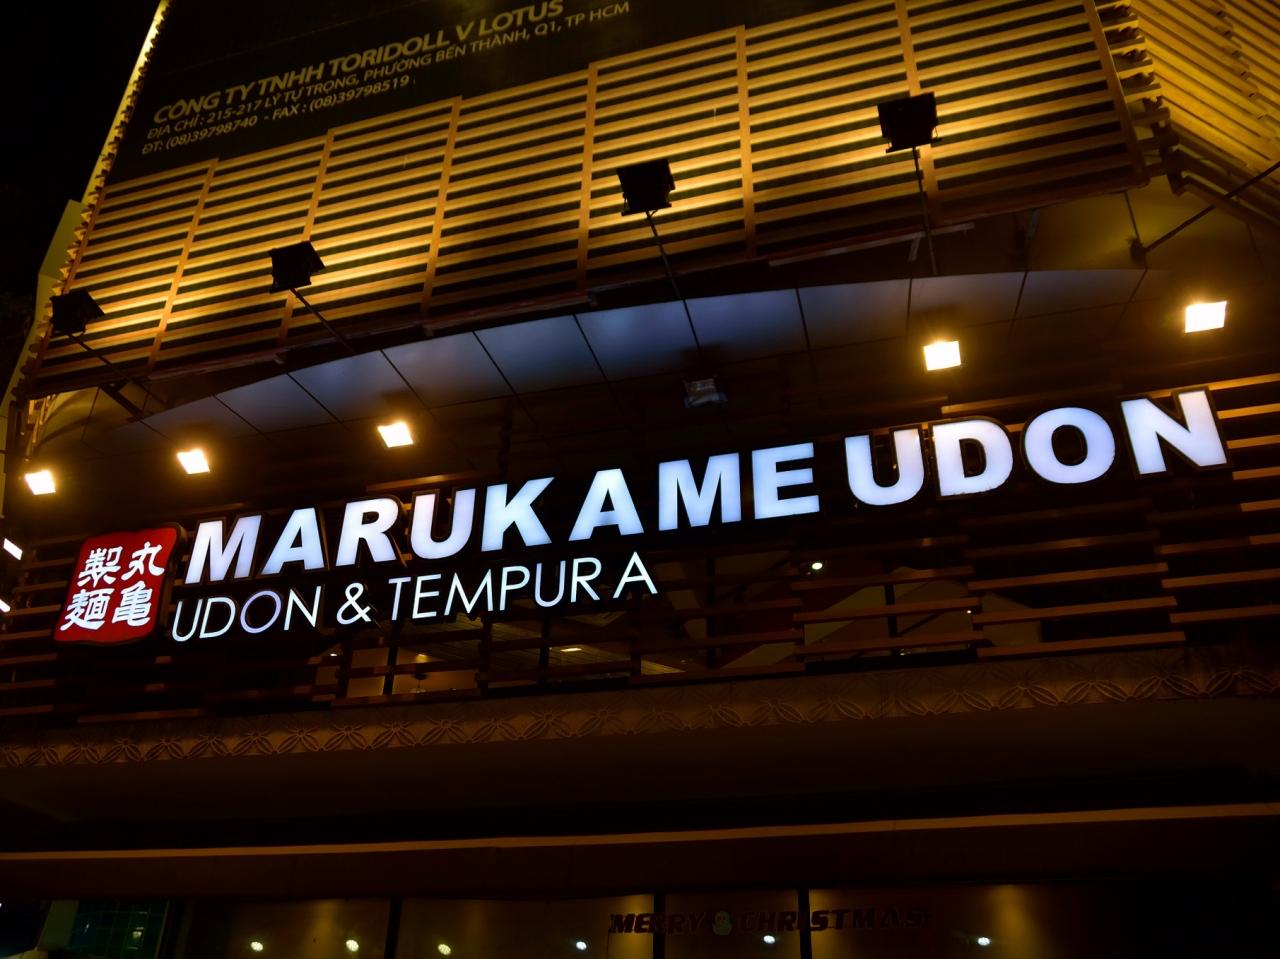 CÔNG TY TNHH TORIDOLL V LOTUS
ĐỊA CHỈ : 215-217 LÝ TỰ TRỌNG, PHƯỜNG BẾN THÀNH, Q1, TP HCM
ĐT: (08)39798740 - FAX : (08)39798519
MARUKAME UDON
UDON & TEMPURA
丸亀
製麺
MERRY CHRISTMAS